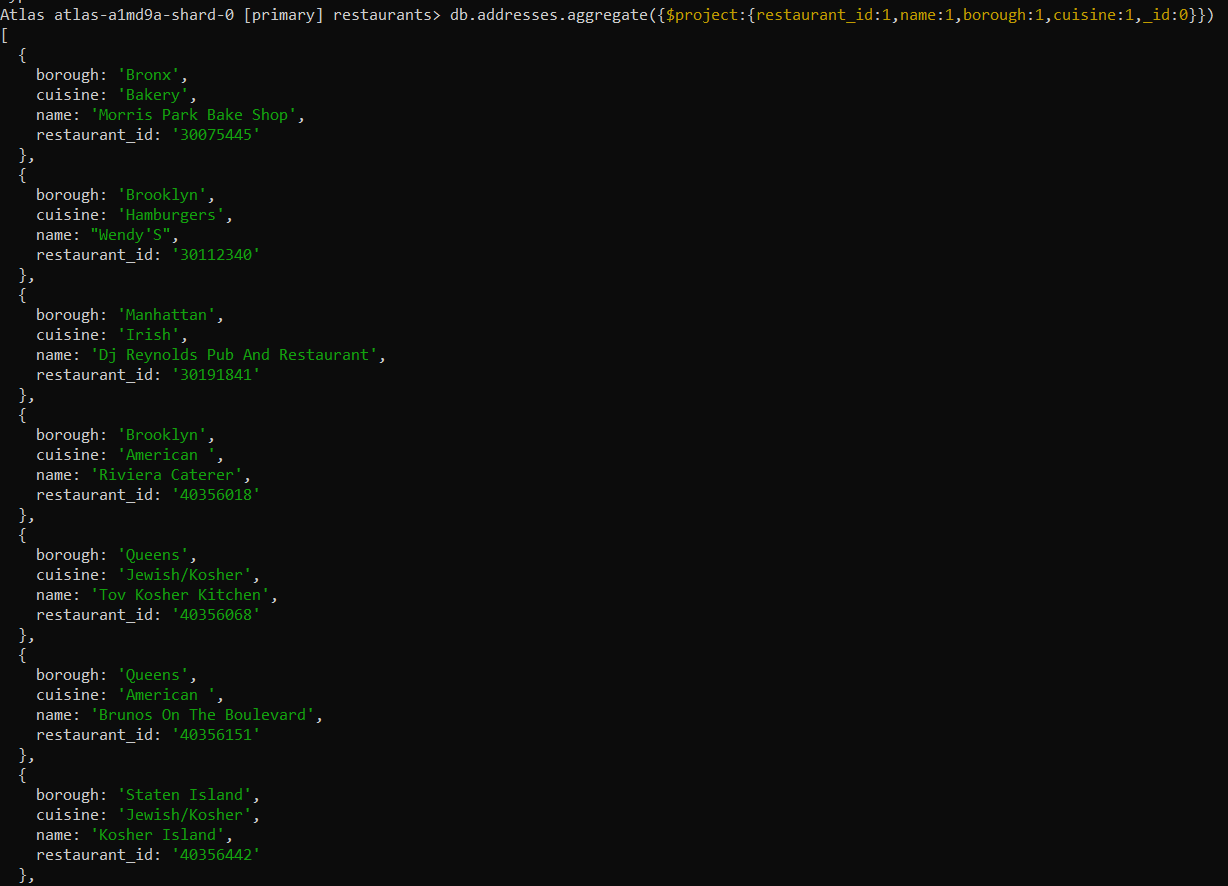 Atlas atlas-a1md9a-shard-0 [primary] restaurants> db.addresses.aggregate({$project:{restaurant_id:1,name:1,borough:1,cuisine:1,_id:0}})
[
  {
    borough: 'Bronx',
    cuisine: 'Bakery',
    name: 'Morris Park Bake Shop',
    restaurant_id: '30075445'
  },
  {
    borough: 'Brooklyn',
    cuisine: 'Hamburgers',
    name: "Wendy'S",
    restaurant_id: '30112340'
  },
  {
    borough: 'Manhattan',
    cuisine: 'Irish',
    name: 'Dj Reynolds Pub And Restaurant',
    restaurant_id: '30191841'
  },
  {
    borough: 'Brooklyn',
    cuisine: 'American ',
    name: 'Riviera Caterer',
    restaurant_id: '40356018'
  },
  {
    borough: 'Queens',
    cuisine: 'Jewish/Kosher',
    name: 'Tov Kosher Kitchen',
    restaurant_id: '40356068'
  },
  {
    borough: 'Queens',
    cuisine: 'American ',
    name: 'Brunos On The Boulevard',
    restaurant_id: '40356151'
  },
  {
    borough: 'Staten Island',
    cuisine: 'Jewish/Kosher',
    name: 'Kosher Island',
    restaurant_id: '40356442'
  },